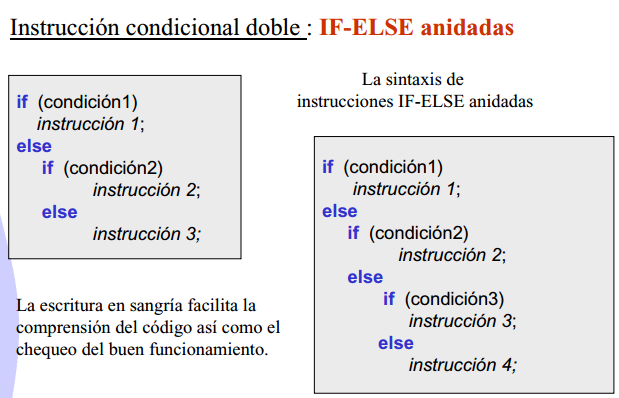 Instrucción condicional doble : IF-ELSE anidadas
if (condición1)
instrucción 1;
else
if (condición2)
instrucción 2;
else
instrucción 3;
La escritura en sangría facilita la
comprensión del código así como el
chequeo del buen funcionamiento.
La sintaxis de
instrucciones IF-ELSE anidadas
if (condición1)
instrucción 1;
else
if (condición2)
instrucción 2;
else
if (condición3)
instrucción 3;
else
instrucción 4;